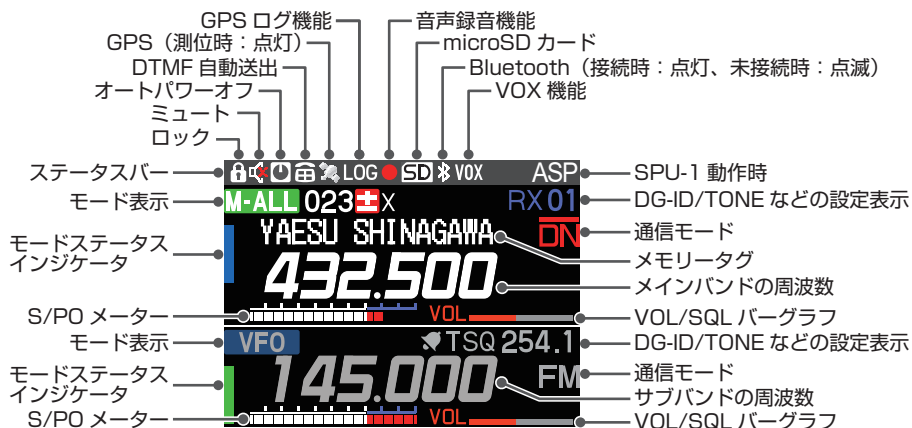 GPS ログ機能
音声録音機能
GPS（測位時：点灯）
microSD カード
DTMF 自動送出
Bluetooth（接続時：点灯、未接続時：点滅）
オートパワーオフ
VOX 機能
ミュート
ロック
ステータスバー
LOG SD VOX ASP
SPU-1 動作時
モード表示
M-ALL 023 ± X RX 01
DG-ID/TONE などの設定表示
モードステータス
インジケータ
YAESU SHINAGAWA DN
通信モード
メモリータグ
432.500
メインバンドの周波数
S/PO メーター
VOL
VOL/SQL バーグラフ
モード表示
VFO TSQ 254.1
DG-ID/TONE などの設定表示
モードステータス
インジケータ
145.000 FM
通信モード
サブバンドの周波数
S/PO メーター
VOL
VOL/SQL バーグラフ